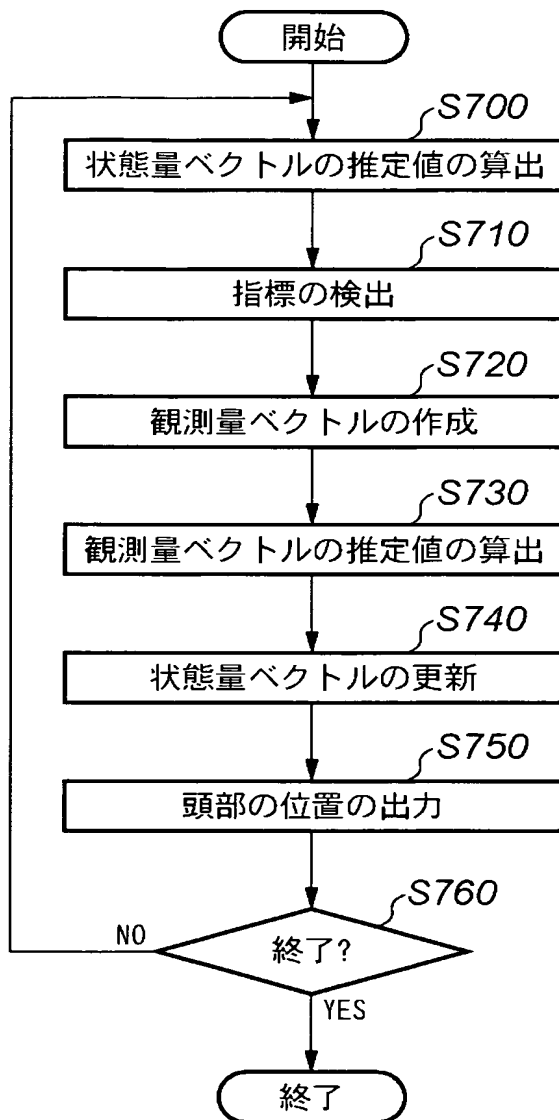 開始
S700
状態量ベクトルの推定値の算出
S710
指標の検出
S720
観測量ベクトルの作成
S730
観測量ベクトルの推定値の算出
S740
状態量ベクトルの更新
S750
頭部の位置の出力
S760
NO
終了?
YES
終了